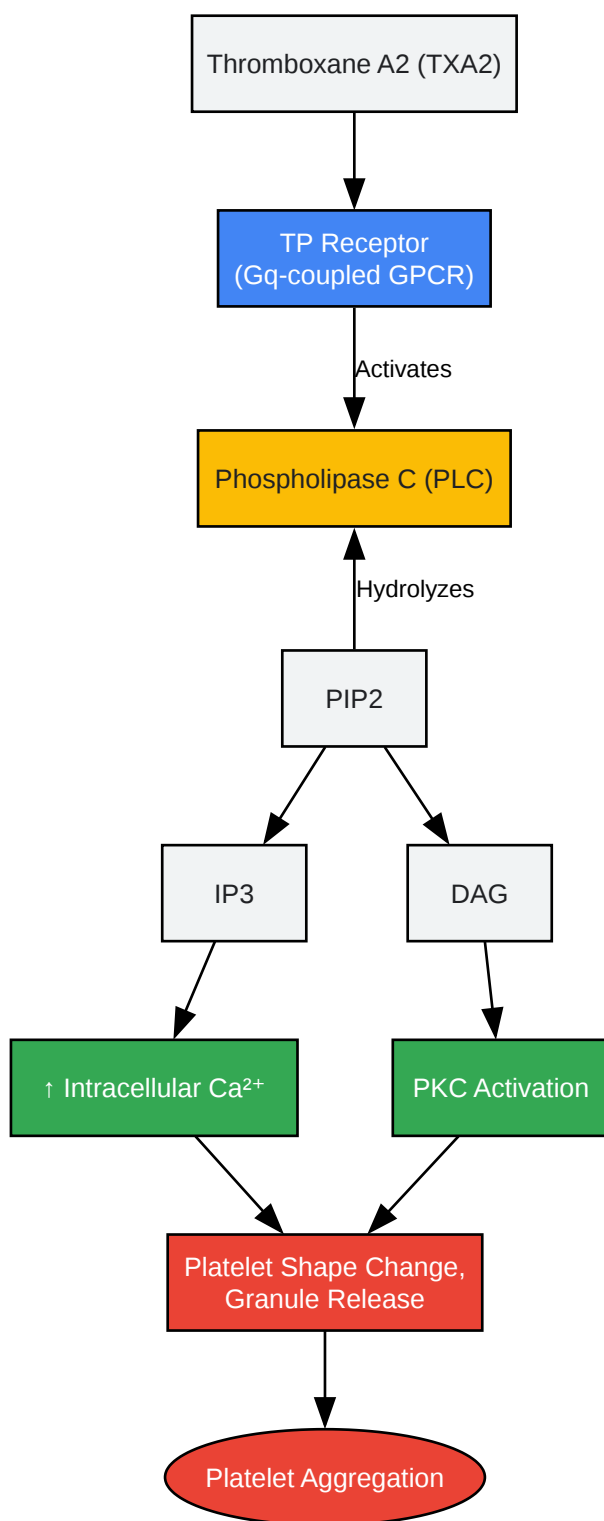 Thromboxane A2 (TXA2)
TP Receptor
(Gq-coupled GPCR)
Activates
Phospholipase C (PLC)
Hydrolyzes
PIP2
IP3
DAG
↑ Intracellular Ca²⁺
PKC Activation
Platelet Shape Change,
Granule Release
Platelet Aggregation